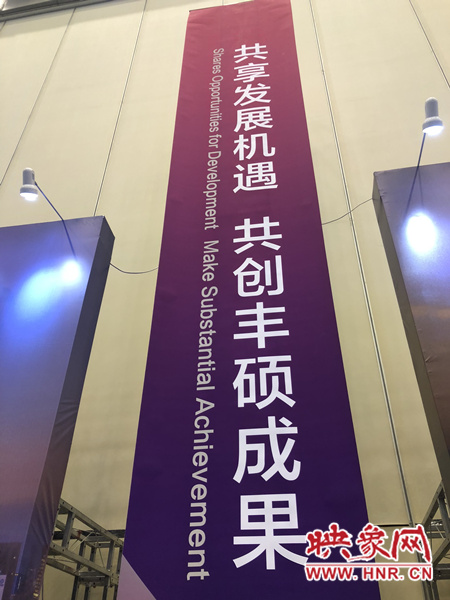 共享发展机遇 共创丰硕成果
Shares Opportunities for Development Make Substantial Achievement
映象网
WWW.HNR.CN